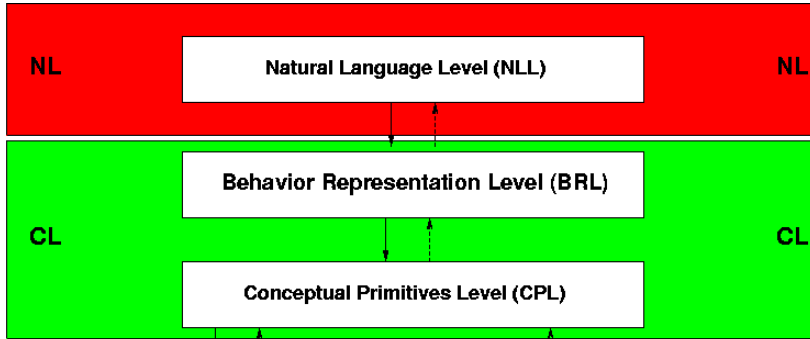 NL Natural Language Level (NLL) NL
Behavior Representation Level (BRL)
CL CL
Conceptual Primitives Level (CPL)